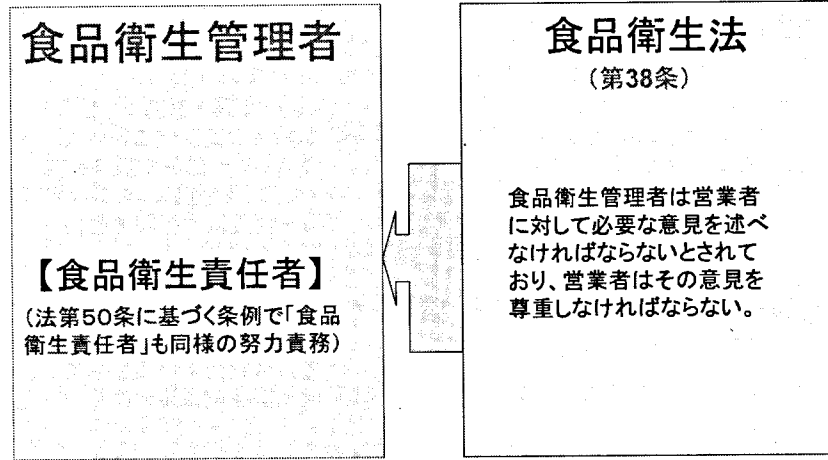 食品衛生管理者
【食品衛生責任者】
(法第50条に基づく条例で「食品
衛生責任者」も同様の努力責務)
食品衛生法
(第38条)
食品衛生管理者は営業者
に対して必要な意見を述べ
なければならないとされて
おり、営業者はその意見を
尊重しなければならない。